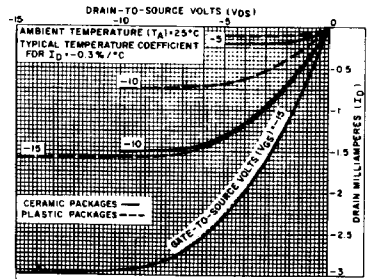 DRAIN-TO-SOURCE VOLTS (VDS)
-15 -10 -5 0
AMBIENT TEMPERATURE (TA)=25°C
TYPICAL TEMPERATURE COEFFICIENT
FOR ID=-0.3%/°C
-5
-10
-15
-10
GATE-TO-SOURCE VOLTS (VGS)=-15
CERAMIC PACKAGES
PLASTIC PACKAGES
-0.5
-1
-1.5
-2
-2.5
-3
DRAIN MILLIAMPERES (ID)